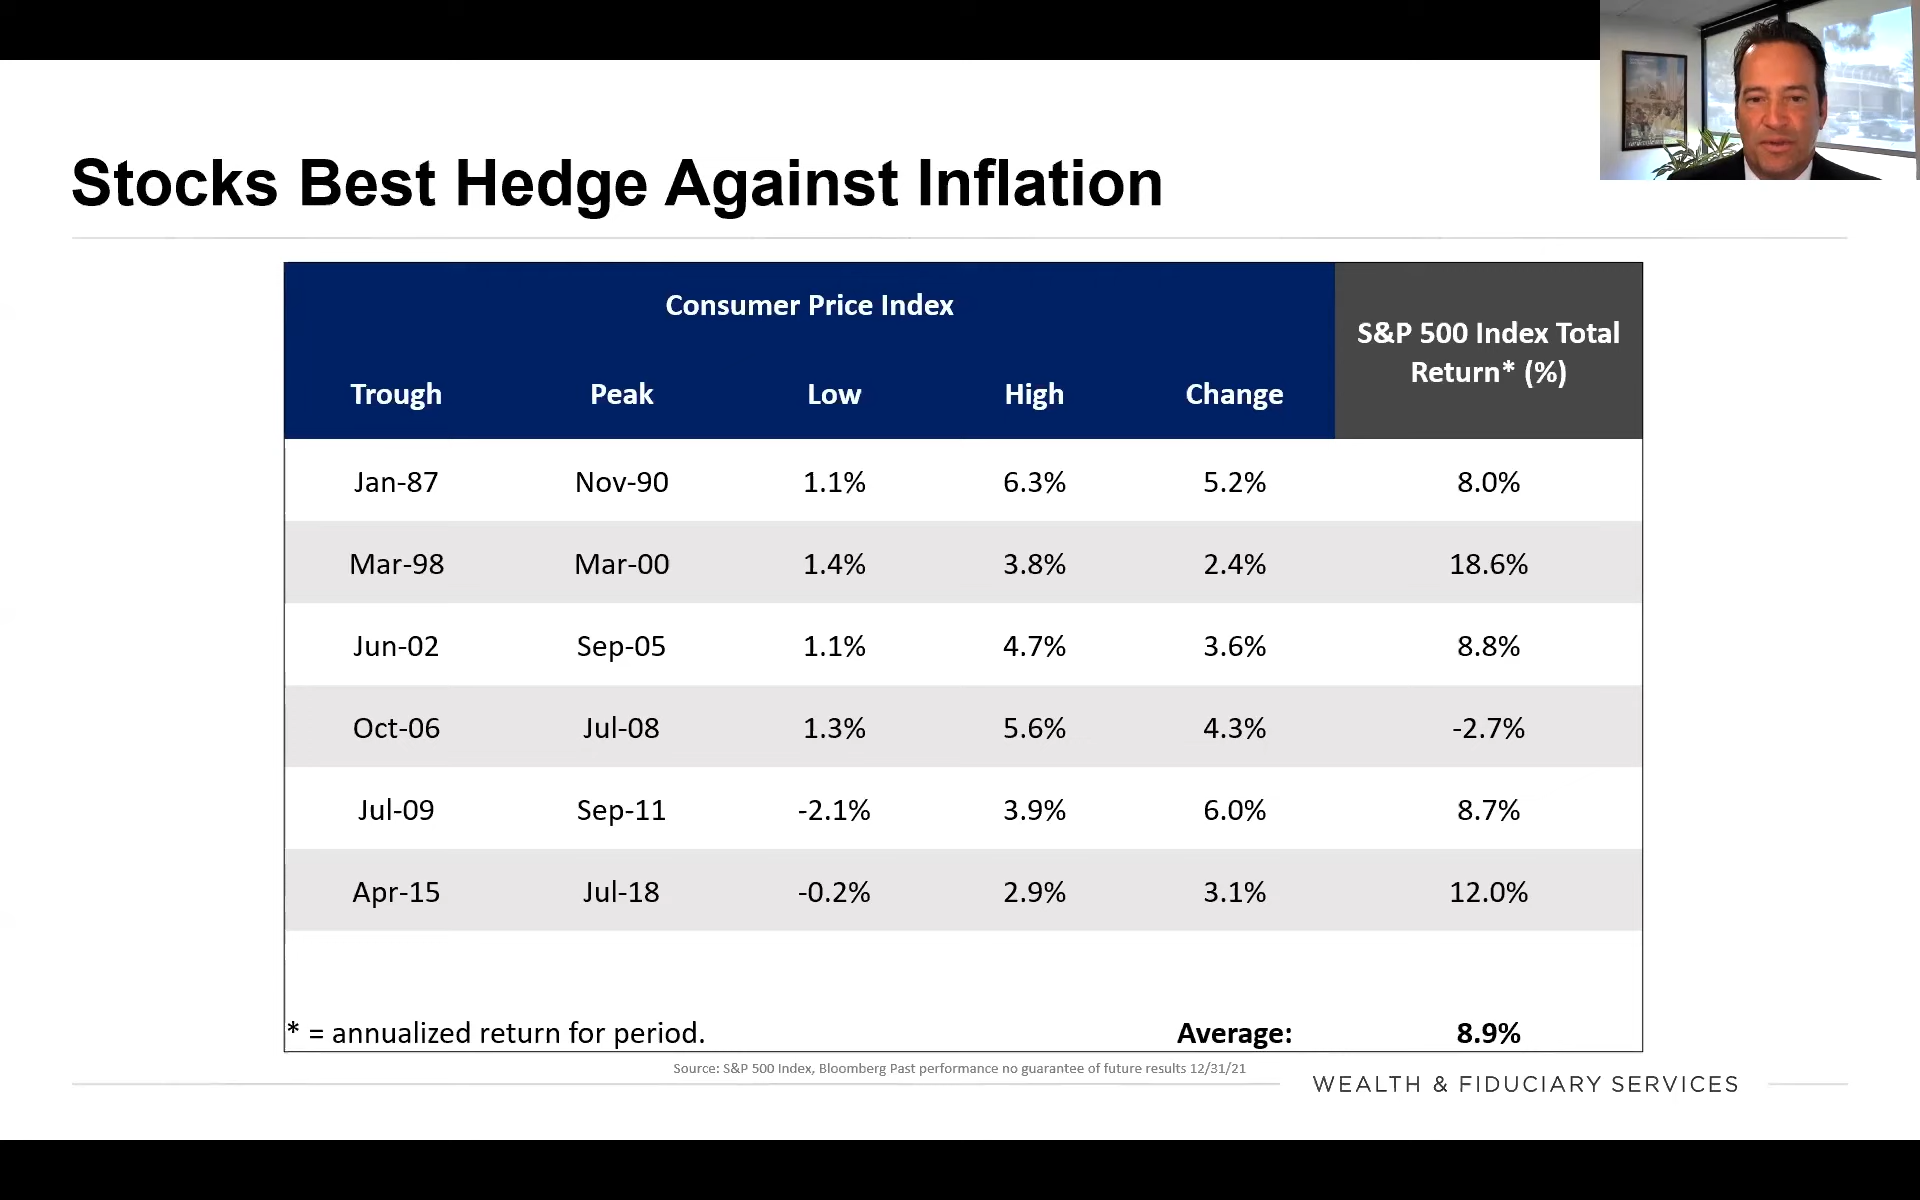 Stocks Best Hedge Against Inflation
Consumer Price Index
S&P 500 Index Total
Return* (%)
Trough Peak Low High Change
Jan-87 Nov-90 1.1% 6.3% 5.2% 8.0%
Mar-98 Mar-00 1.4% 3.8% 2.4% 18.6%
Jun-02 Sep-05 1.1% 4.7% 3.6% 8.8%
Oct-06 Jul-08 1.3% 5.6% 4.3% -2.7%
Jul-09 Sep-11 -2.1% 3.9% 6.0% 8.7%
Apr-15 Jul-18 -0.2% 2.9% 3.1% 12.0%
* = annualized return for period. Average: 8.9%
Source: S&P 500 Index, Bloomberg Past performance no guarantee of future results 12/31/21
WEALTH & FIDUCIARY SERVICES